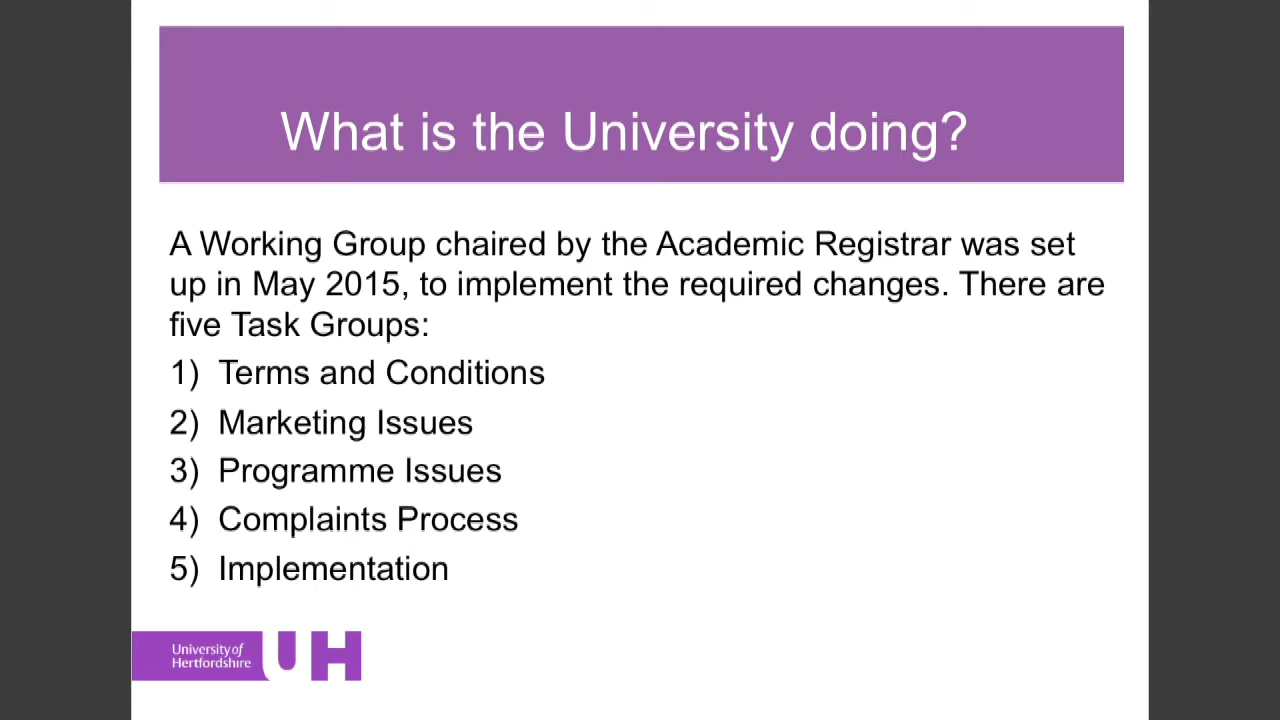 What is the University doing?
A Working Group chaired by the Academic Registrar was set
up in May 2015, to implement the required changes. There are
five Task Groups:
1) Terms and Conditions
2) Marketing Issues
3) Programme Issues
4) Complaints Process
5) Implementation
University of
Hertfordshire
UH